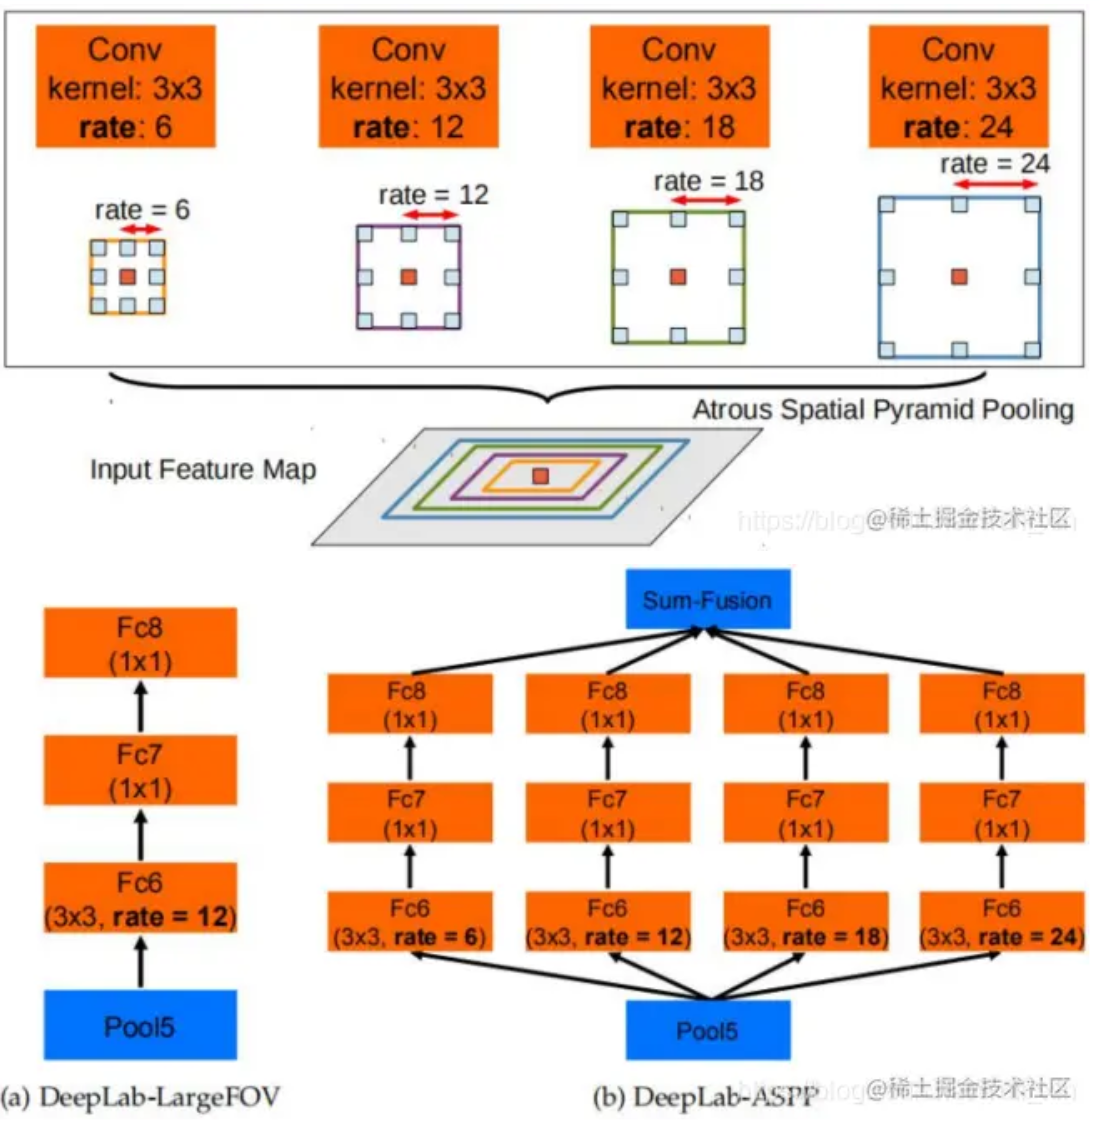 Conv
kernel: 3x3
rate: 6
Conv
kernel: 3x3
rate: 12
Conv
kernel: 3x3
rate: 18
Conv
kernel: 3x3
rate: 24
rate = 6
rate = 12
rate = 18
rate = 24
Atrous Spatial Pyramid Pooling
Input Feature Map
https://blog
@稀土掘金技术社区
Fc8
(1x1)
Fc7
(1x1)
Fc6
(3x3, rate = 12)
Pool5
(a) DeepLab-LargeFOV
Sum-Fusion
Fc8
(1x1)
Fc8
(1x1)
Fc8
(1x1)
Fc8
(1x1)
Fc7
(1x1)
Fc7
(1x1)
Fc7
(1x1)
Fc7
(1x1)
Fc6
(3x3, rate = 6)
Fc6
(3x3, rate = 12)
Fc6
(3x3, rate = 18)
Fc6
(3x3, rate = 24)
Pool5
(b) DeepLab-ASPP
https://blog
@稀土掘金技术社区